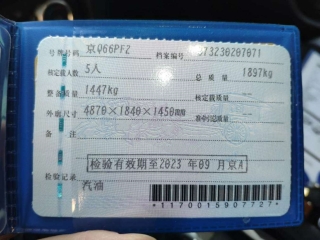 号牌号码 京Q66PF2 档案编号 373230207071
核定载人数 5人 总质量 1897kg
整备质量 1447kg 核定载质量 --
外廓尺寸 4870×1840×1450mm 准牵引总质量 --
备注
检验有效期至2023年09月京A
检验记录
汽油
*1170015907727*